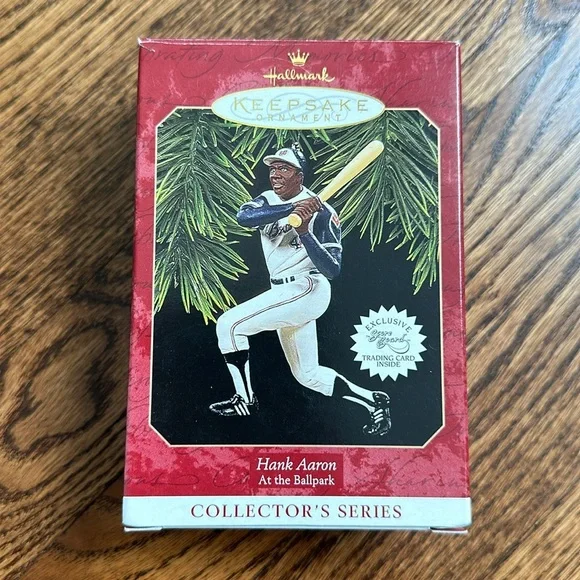 Hallmark
KEEPSAKE
ORNAMENT
EXCLUSIVE
TRADING CARD
INSIDE
Hank Aaron
At the Ballpark
COLLECTOR'S SERIES